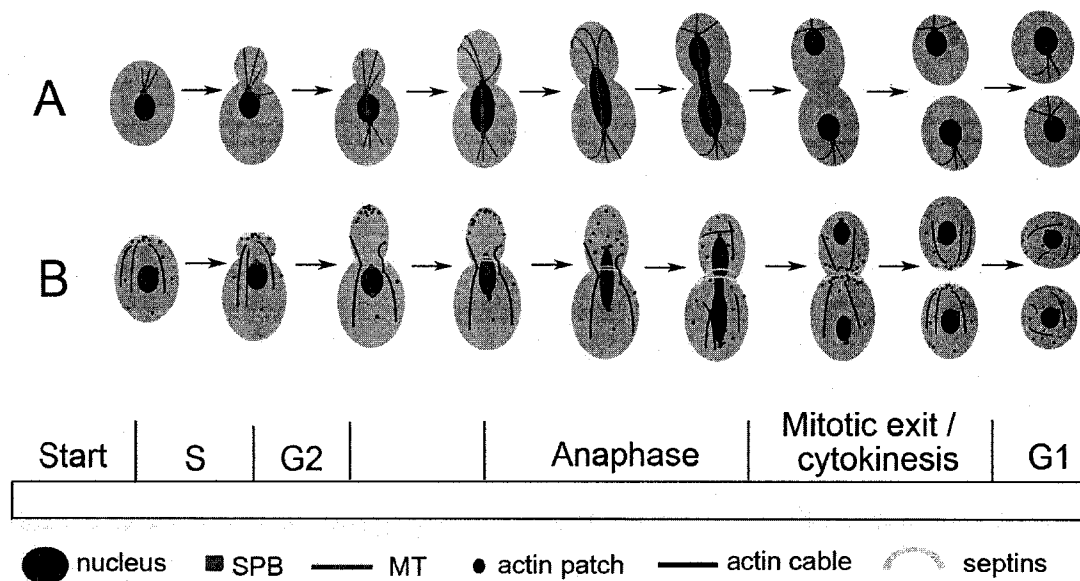 A
B
Start
S
G2
Anaphase
Mitotic exit /
cytokinesis
G1
nucleus
SPB
MT
actin patch
actin cable
septins